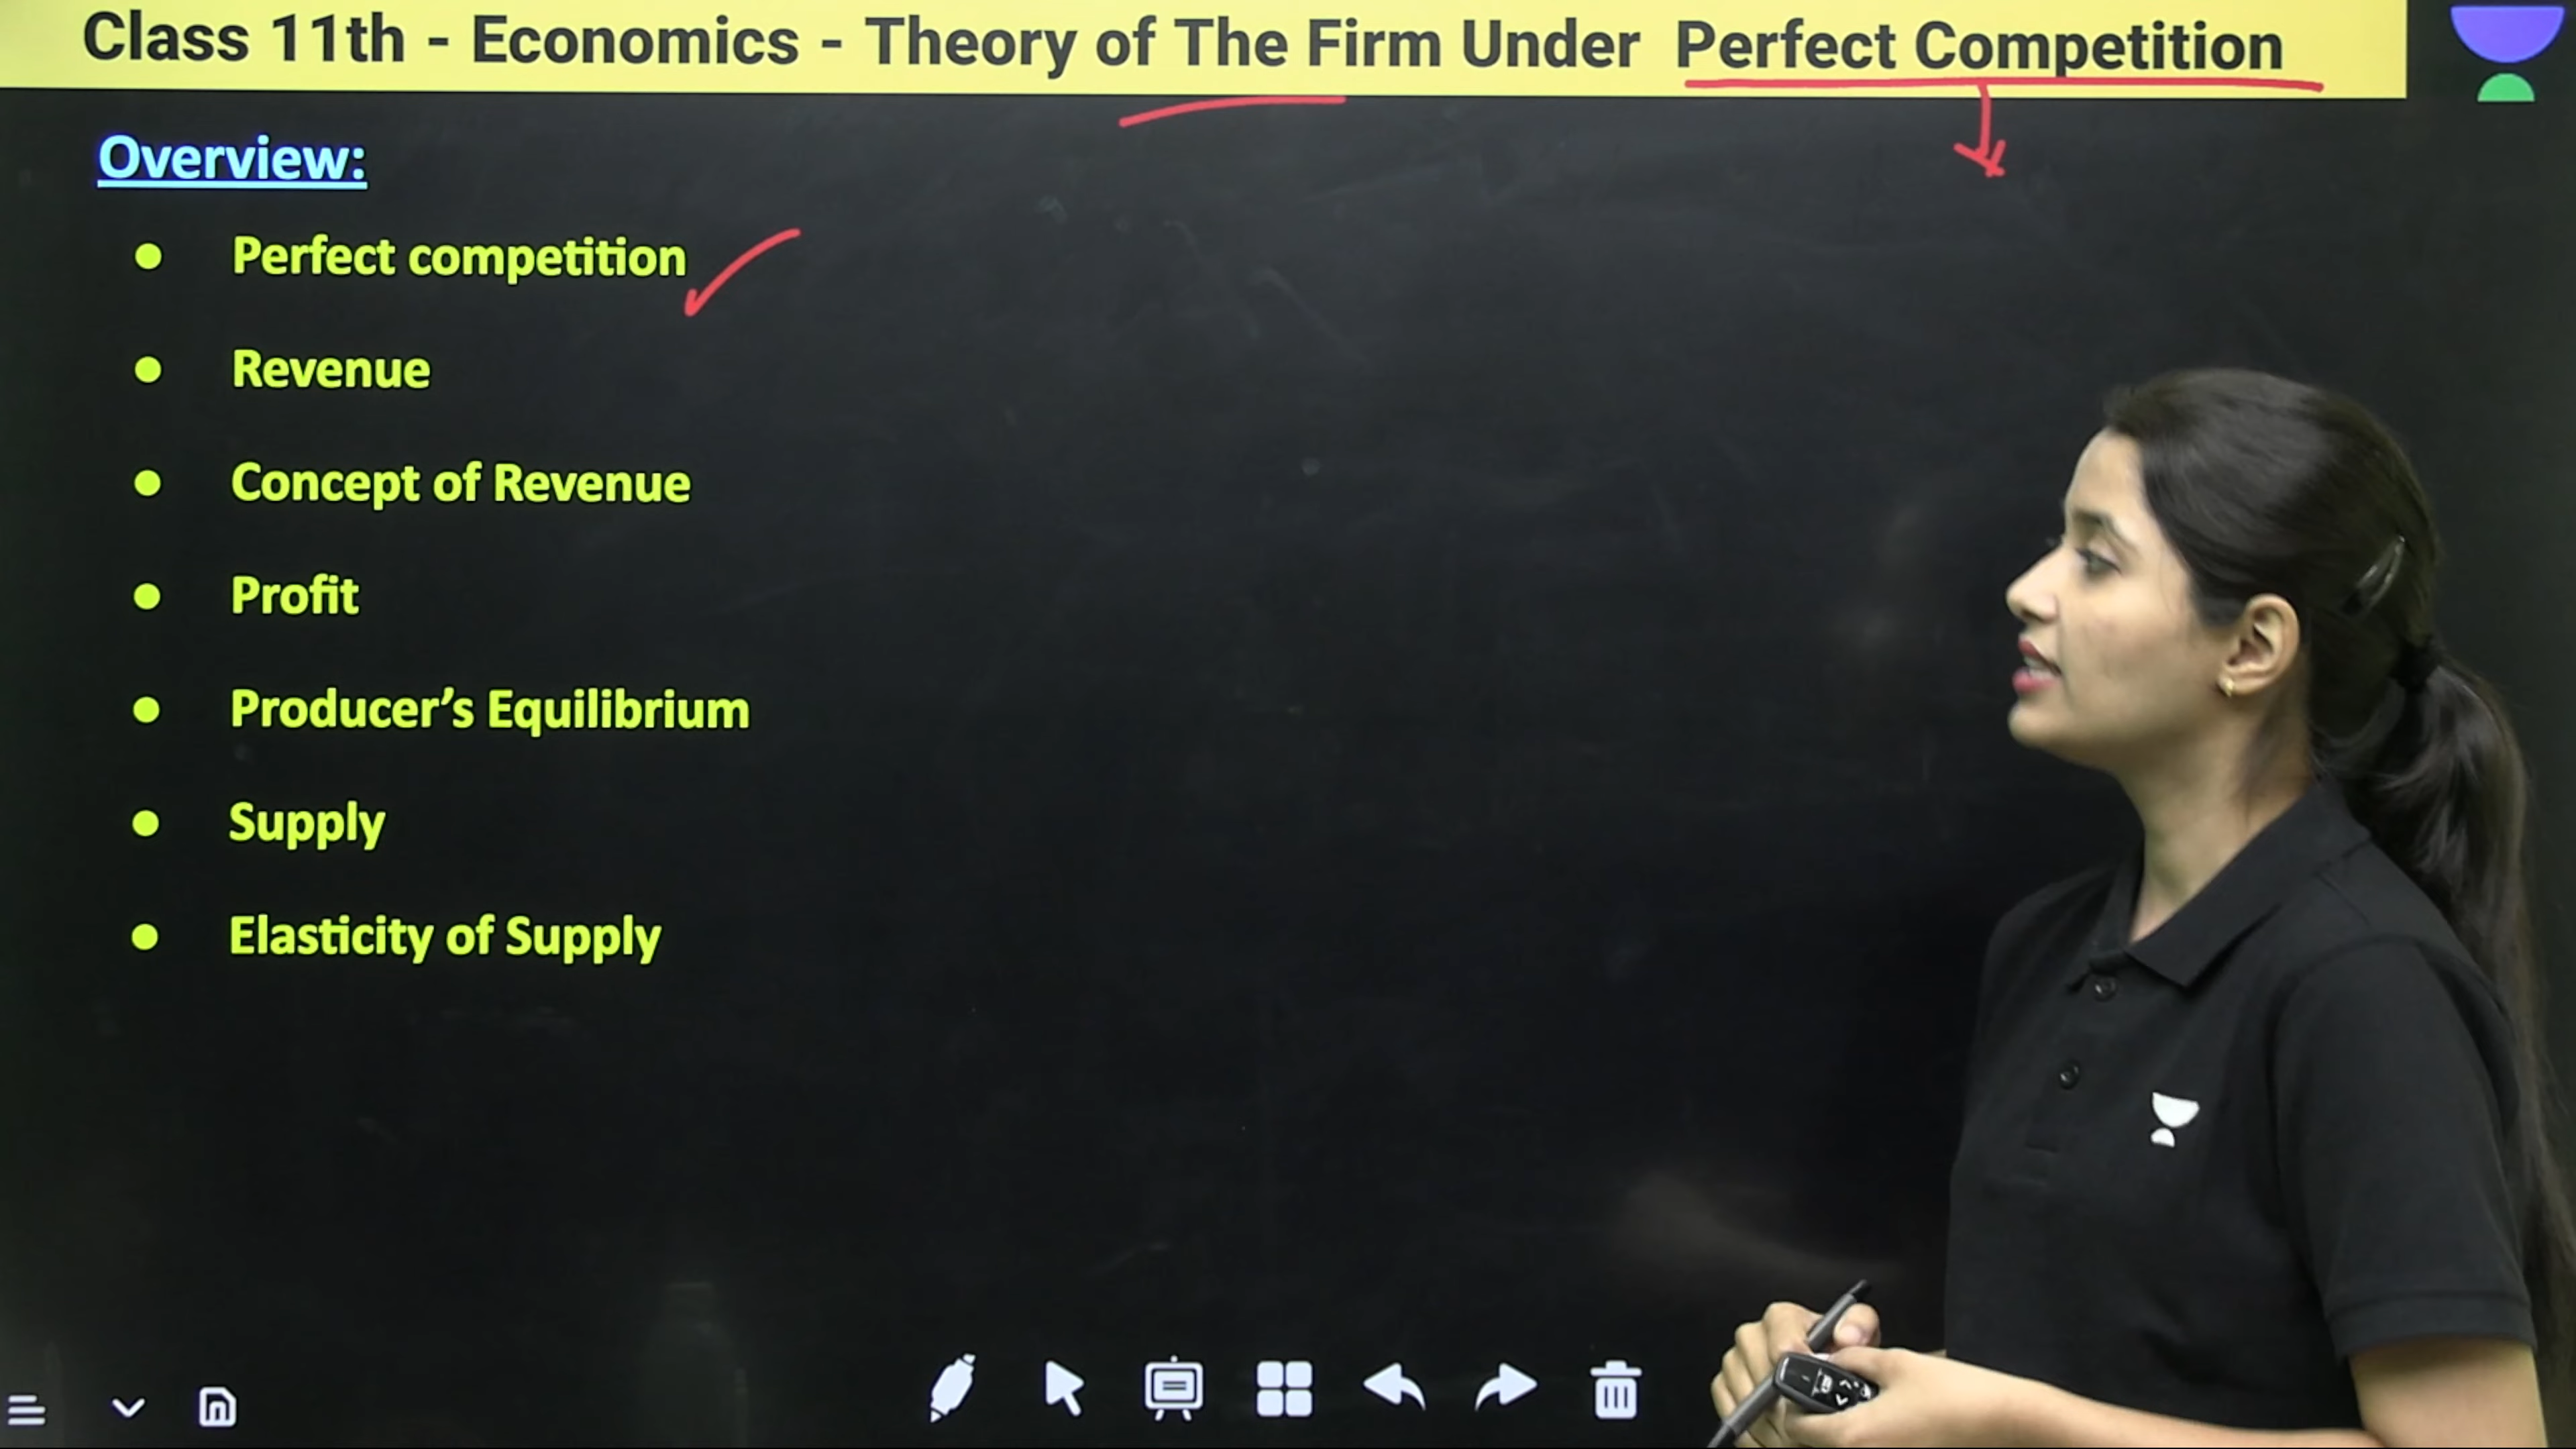 Class 11th - Economics - Theory of The Firm Under Perfect Competition
Overview:
Perfect competition
Revenue
Concept of Revenue
Profit
Producer’s Equilibrium
Supply
Elasticity of Supply